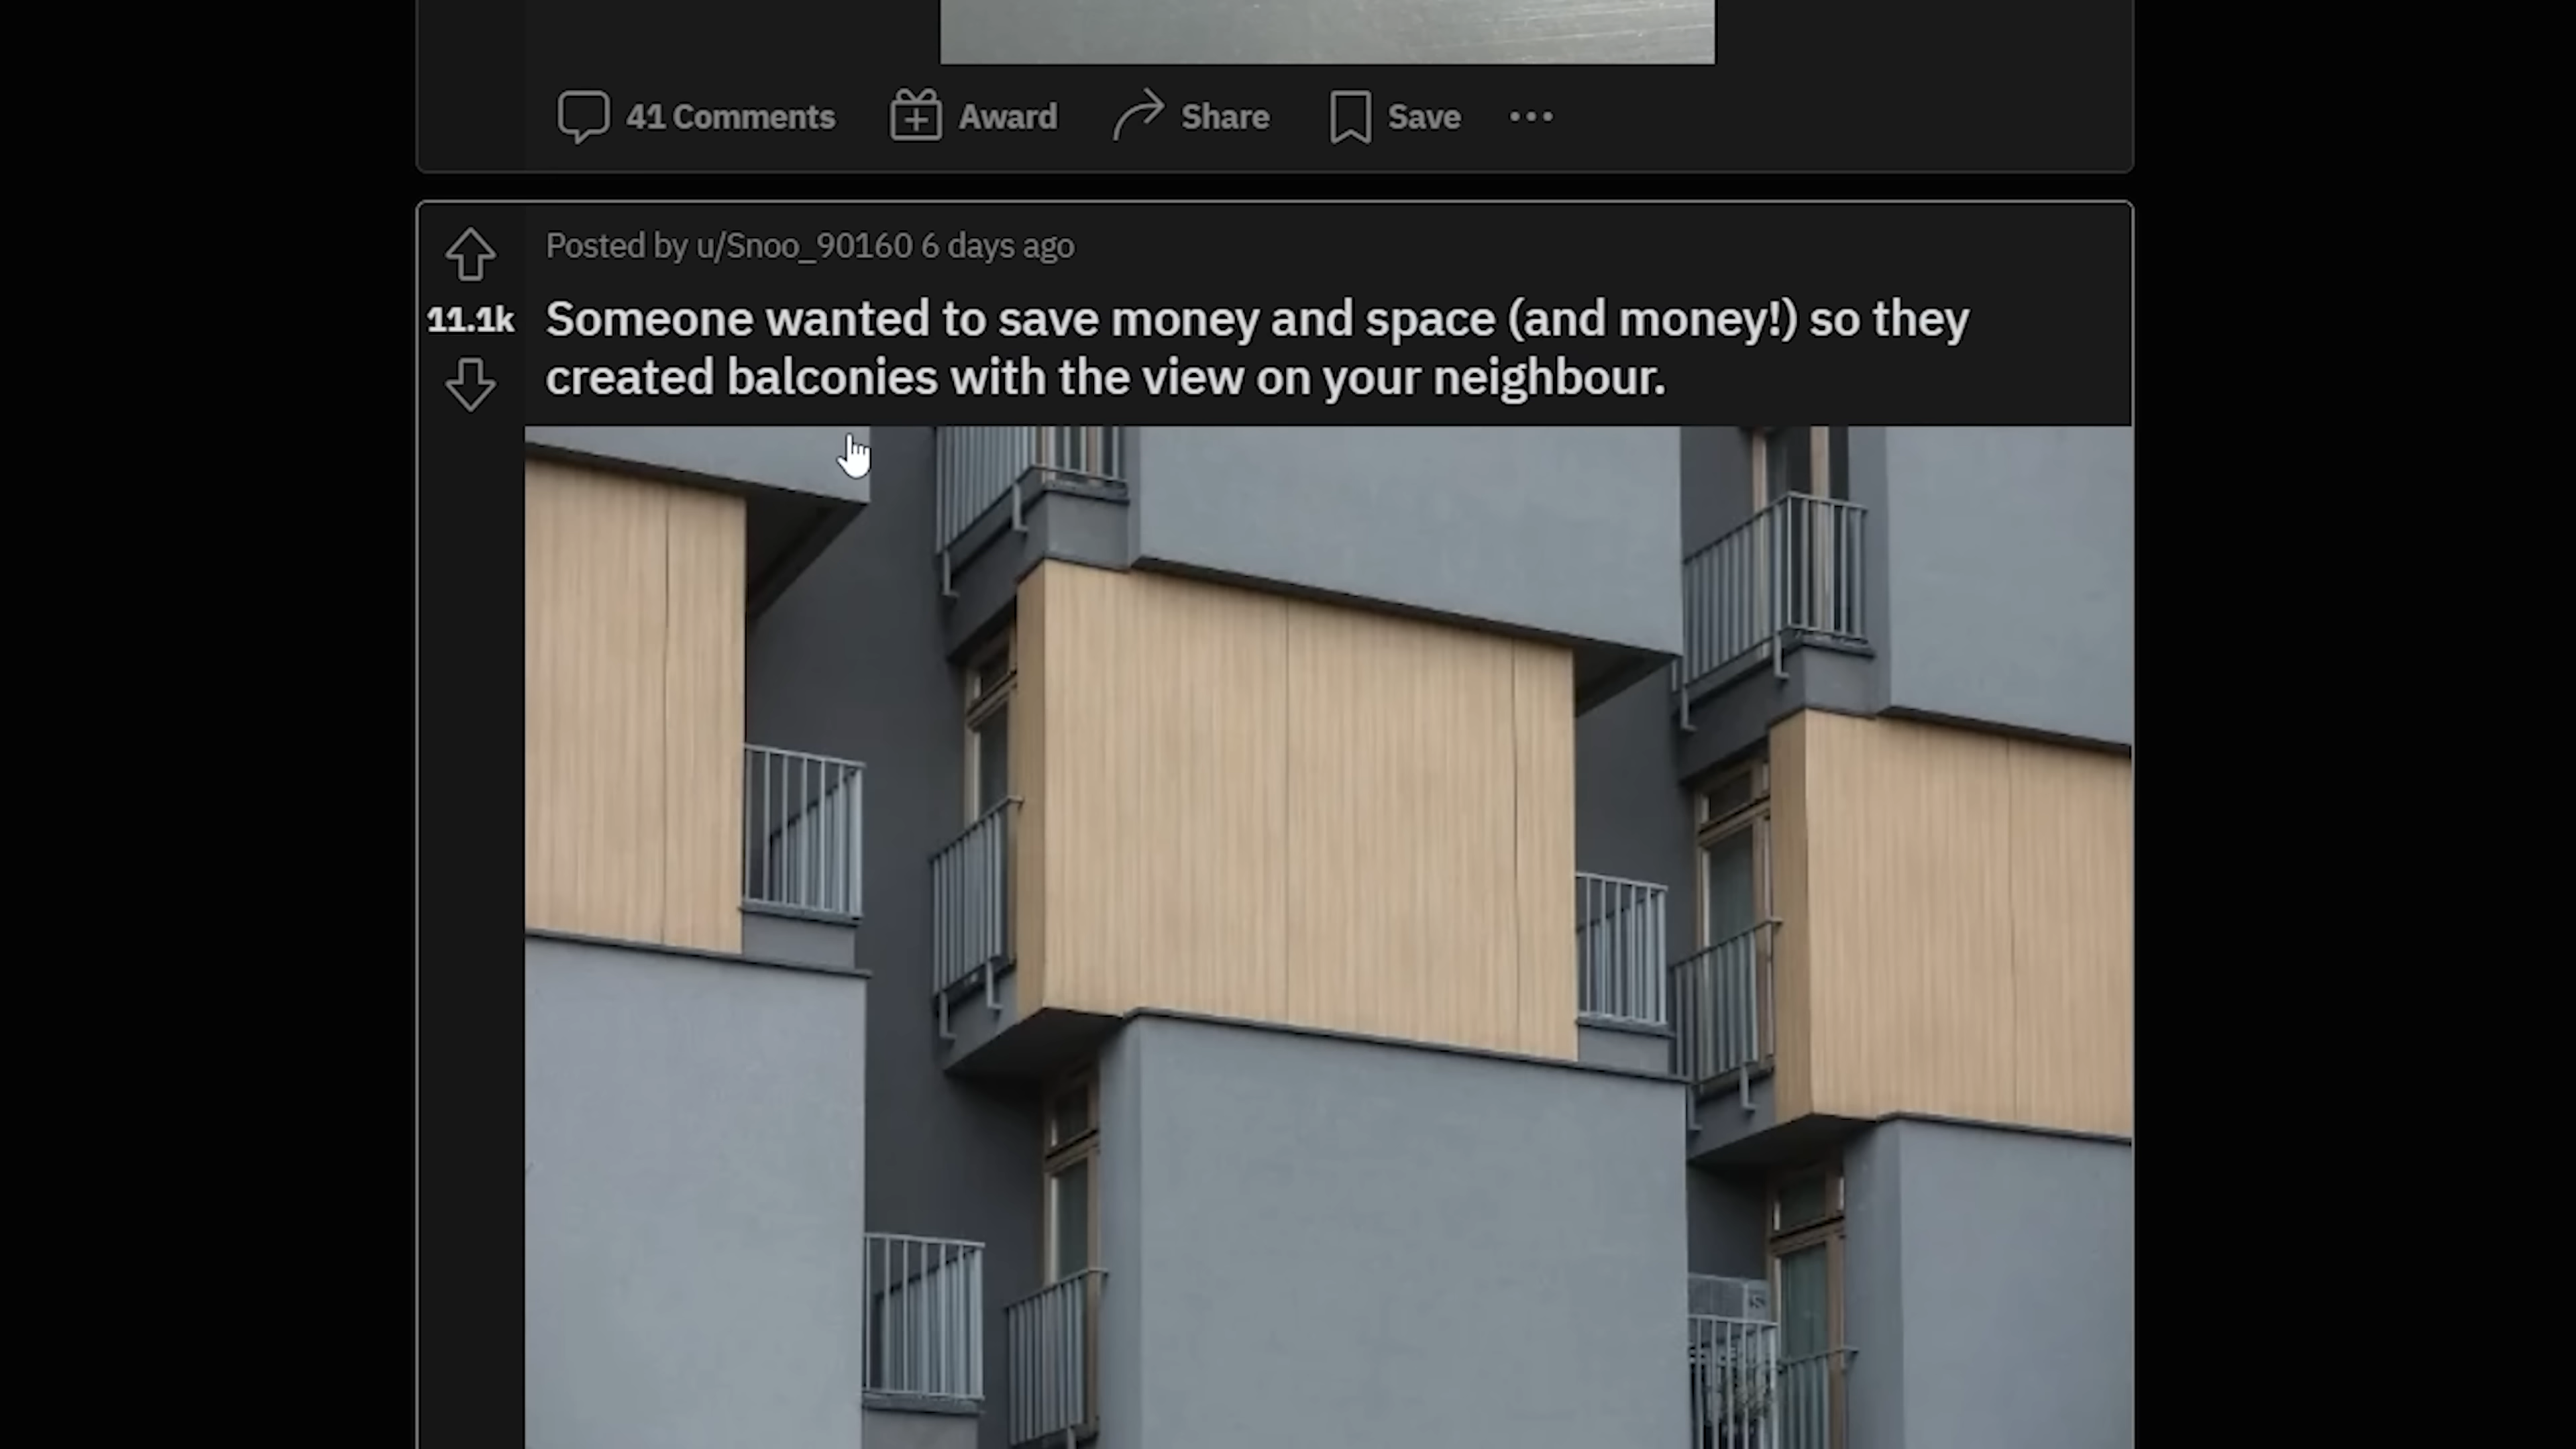 41 Comments Award Share Save
Posted by u/Snoo_90160 6 days ago
11.1k
Someone wanted to save money and space (and money!) so they
created balconies with the view on your neighbour.